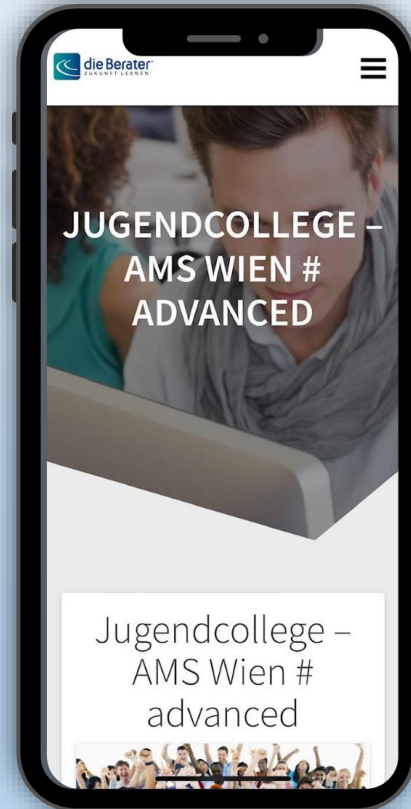 die Berater
ZUKUNFT LERNEN
JUGENDCOLLEGE –
AMS WIEN #
ADVANCED
Jugendcollege –
AMS Wien #
advanced